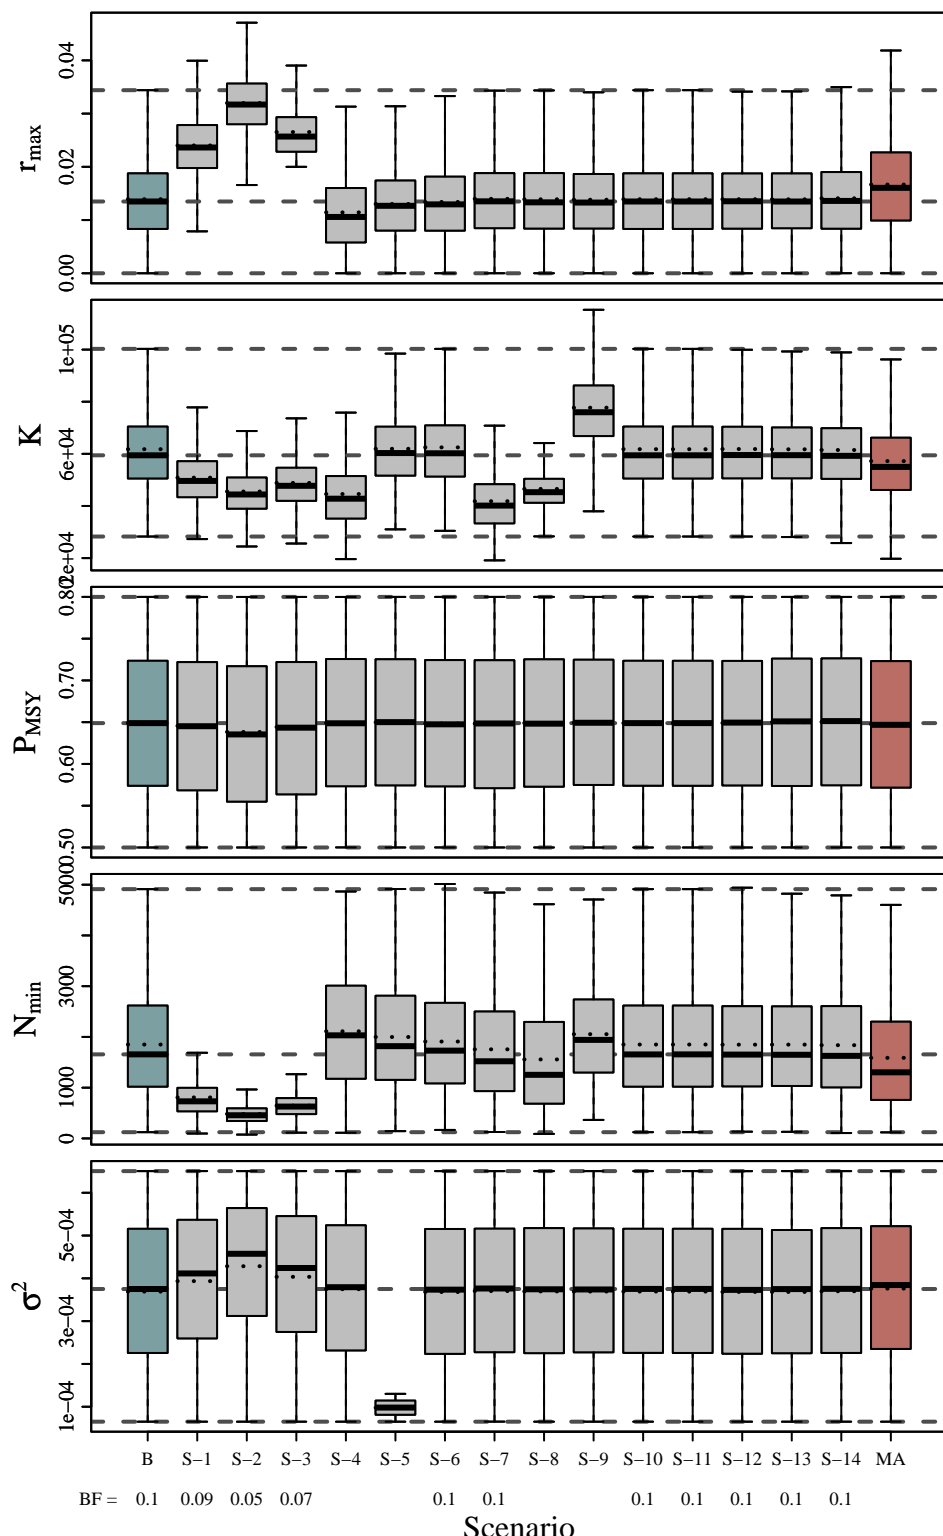 r_max
0.04
0.02
0.00
K
1e+05
6e+04
2e+04
P_MSY
0.80
0.70
0.60
0.50
N_min
5000
3000
1000
0
σ²
5e−04
3e−04
1e−04
B S−1 S−2 S−3 S−4 S−5 S−6 S−7 S−8 S−9 S−10 S−11 S−12 S−13 S−14 MA
BF = 0.1 0.09 0.05 0.07 0.1 0.1 0.1 0.1 0.1 0.1 0.1
Scenario